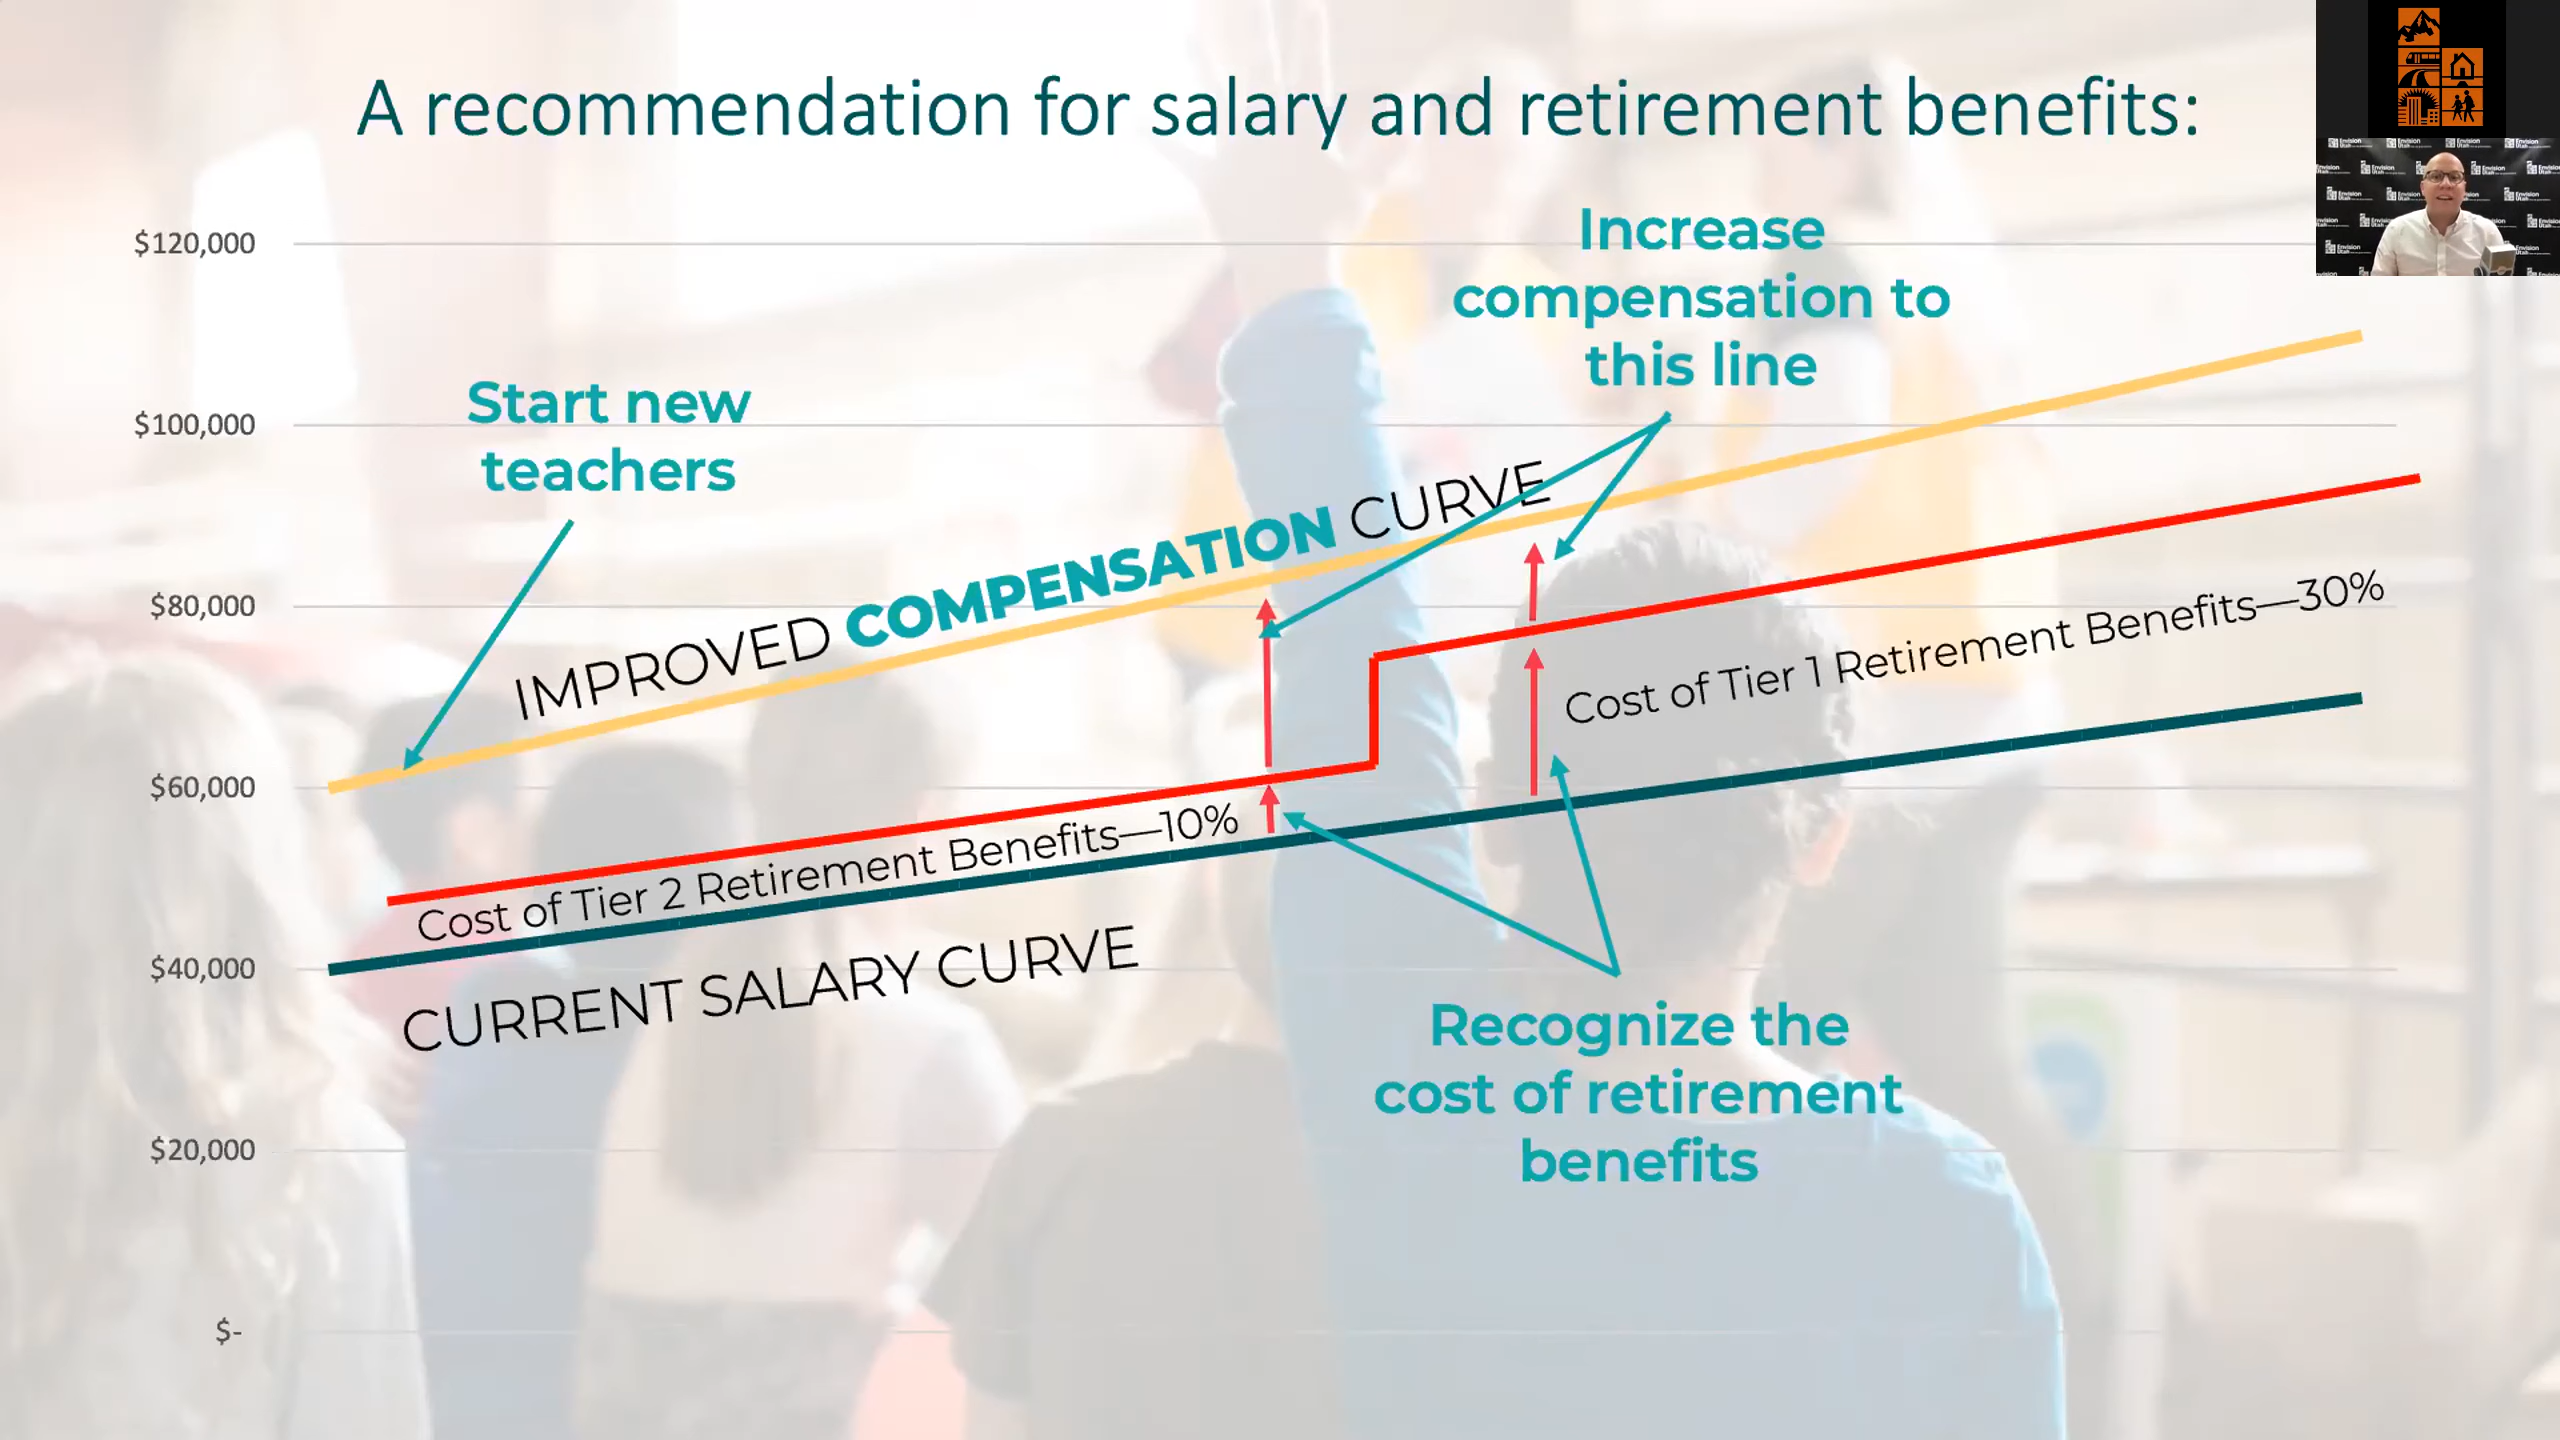 A recommendation for salary and retirement benefits:
Increase
compensation to
this line
Start new
teachers
$120,000
$100,000
$80,000
$60,000
$40,000
$20,000
$-
IMPROVED COMPENSATION CURVE
Cost of Tier 1 Retirement Benefits—30%
Cost of Tier 2 Retirement Benefits—10%
CURRENT SALARY CURVE
Recognize the
cost of retirement
benefits
Envision
Utah